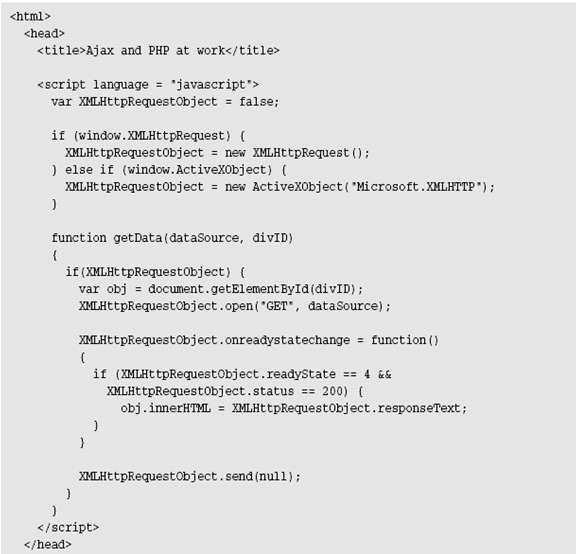 <html>
<head>
<title>Ajax and PHP at work</title>
<script language = "javascript">
var XMLHttpRequestObject = false;
if (window.XMLHttpRequest) {
XMLHttpRequestObject = new XMLHttpRequest();
} else if (window.ActiveXObject) {
XMLHttpRequestObject = new ActiveXObject("Microsoft.XMLHTTP");
}
function getData(dataSource, divID)
{
if(XMLHttpRequestObject) {
var obj = document.getElementById(divID);
XMLHttpRequestObject.open("GET", dataSource);
XMLHttpRequestObject.onreadystatechange = function()
{
if (XMLHttpRequestObject.readyState == 4 &&
XMLHttpRequestObject.status == 200) {
obj.innerHTML = XMLHttpRequestObject.responseText;
}
}
XMLHttpRequestObject.send(null);
}
}
</script>
</head>